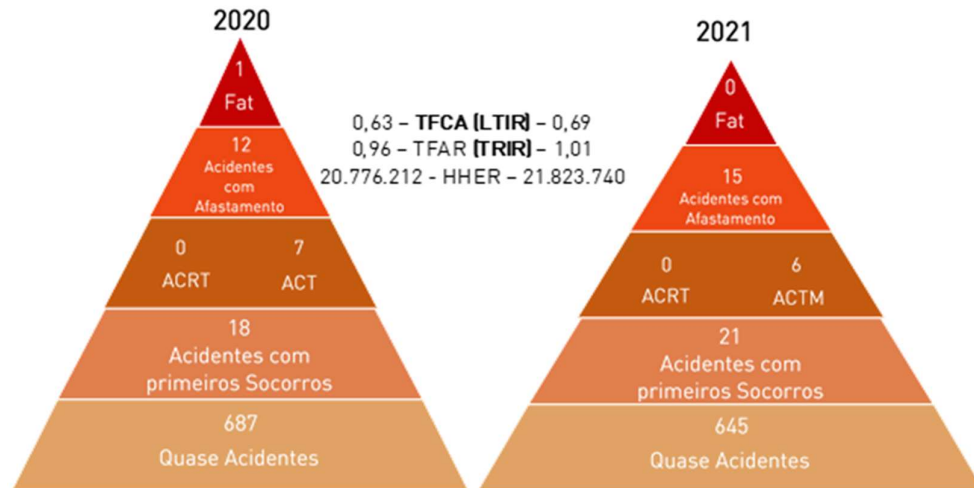 2020
1
Fat
12
Acidentes
com
Afastamento
0
ACRT
7
ACT
18
Acidentes com
primeiros Socorros
687
Quase Acidentes
0,63 – TFCA (LTIR) – 0,69
0,96 – TFAR (TRIR) – 1,01
20.776.212 - HHER – 21.823.740
2021
0
Fat
15
Acidentes com
Afastamento
0
ACRT
6
ACTM
21
Acidentes com
primeiros Socorros
645
Quase Acidentes